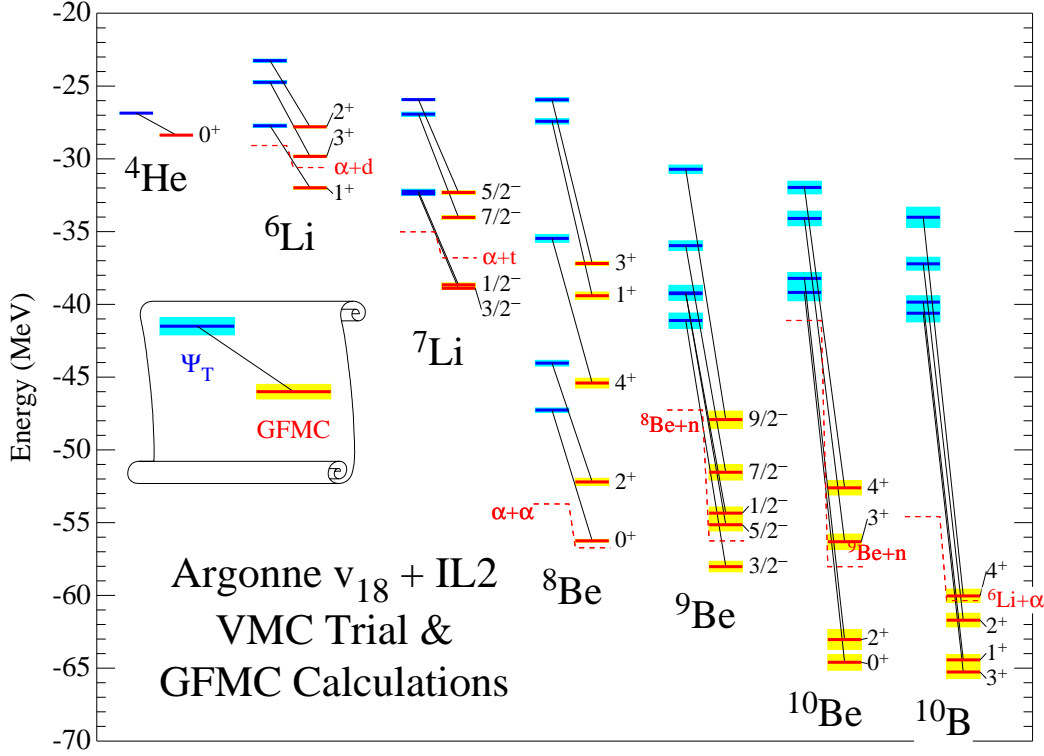 Energy (MeV)
-20
-25
-30
-35
-40
-45
-50
-55
-60
-65
-70
⁴He
0⁺
⁶Li
2⁺
3⁺
α+d
1⁺
⁷Li
5/2⁻
7/2⁻
α+t
1/2⁻
3/2⁻
⁸Be
3⁺
1⁺
4⁺
2⁺
α+α
0⁺
⁹Be
⁸Be+n
9/2⁻
7/2⁻
1/2⁻
5/2⁻
3/2⁻
¹⁰Be
4⁺
3⁺
⁹Be+n
2⁺
0⁺
¹⁰B
4⁺
⁶Li+α
2⁺
1⁺
3⁺
Ψ_T
GFMC
Argonne v₁₈ + IL2
VMC Trial &
GFMC Calculations